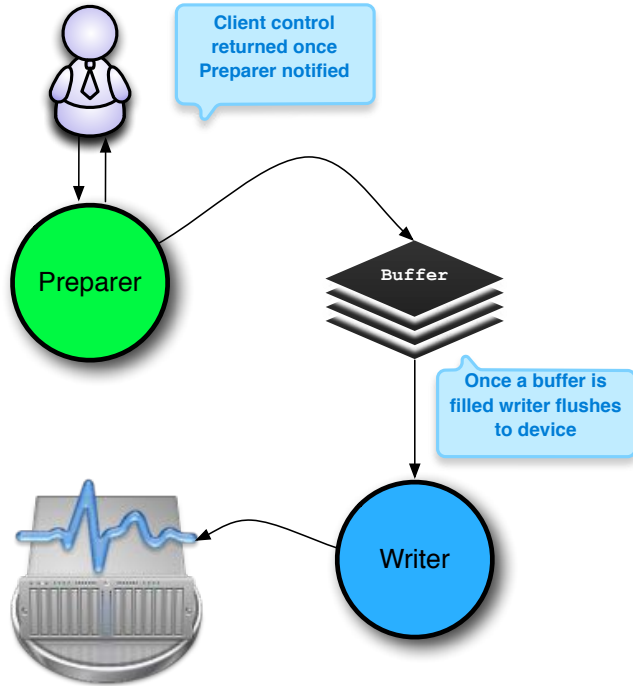 Client control
returned once
Preparer notified
Preparer
Buffer
Once a buffer is
filled writer flushes
to device
Writer